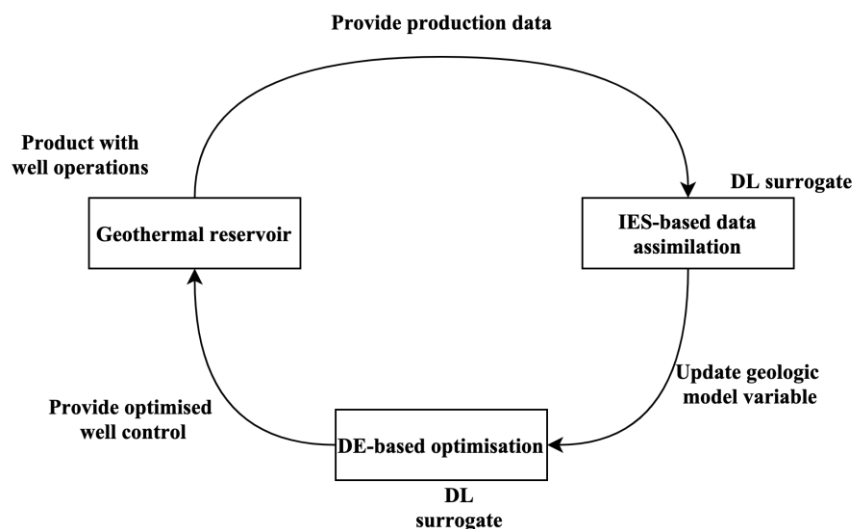 Provide production data
Product with
well operations
DL surrogate
Geothermal reservoir
IES-based data
assimilation
Update geologic
model variable
Provide optimised
well control
DE-based optimisation
DL
surrogate